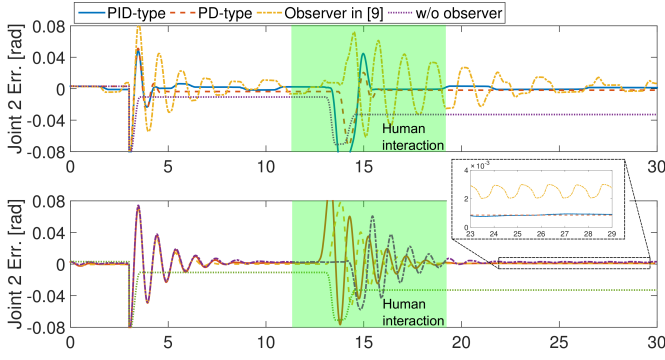 PID-type PD-type Observer in [9] w/o observer
Joint 2 Err. [rad]
0.08
0.04
0
-0.04
-0.08
Human
interaction
0 5 10 15 20 25 30
Joint 2 Err. [rad]
0.08
0.04
0
-0.04
-0.08
4 ×10⁻³
2
0
23 24 25 26 27 28 29
Human
interaction
0 5 10 15 20 25 30